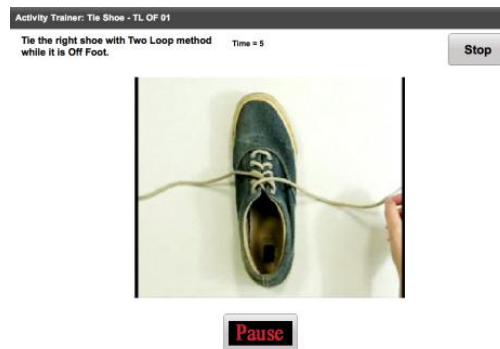 Activity Trainer: Tie Shoe - TL OF 01
Tie the right shoe with Two Loop method
while it is Off Foot.
Time = 5
Stop
Pause